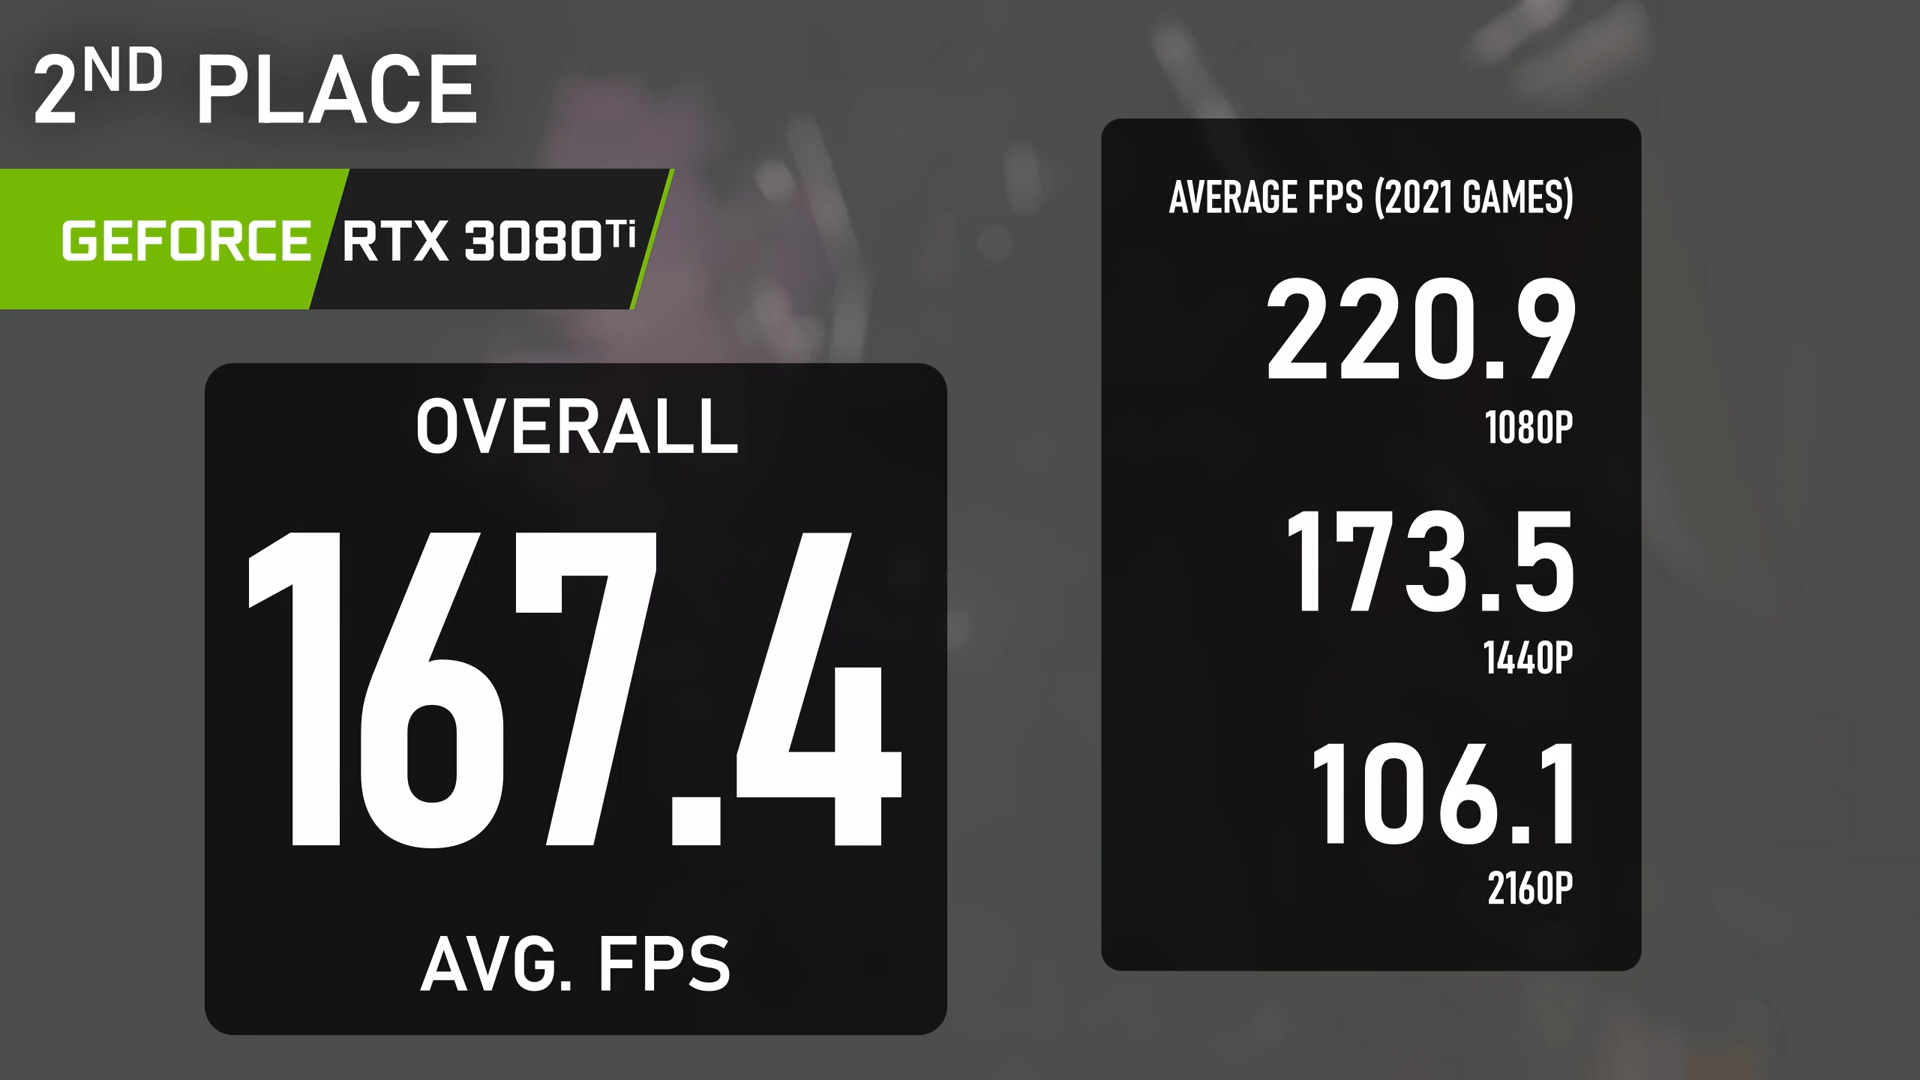 2ND PLACE
GEFORCE RTX 3080Ti
OVERALL
167.4
AVG. FPS
AVERAGE FPS (2021 GAMES)
220.9
1080P
173.5
1440P
106.1
2160P